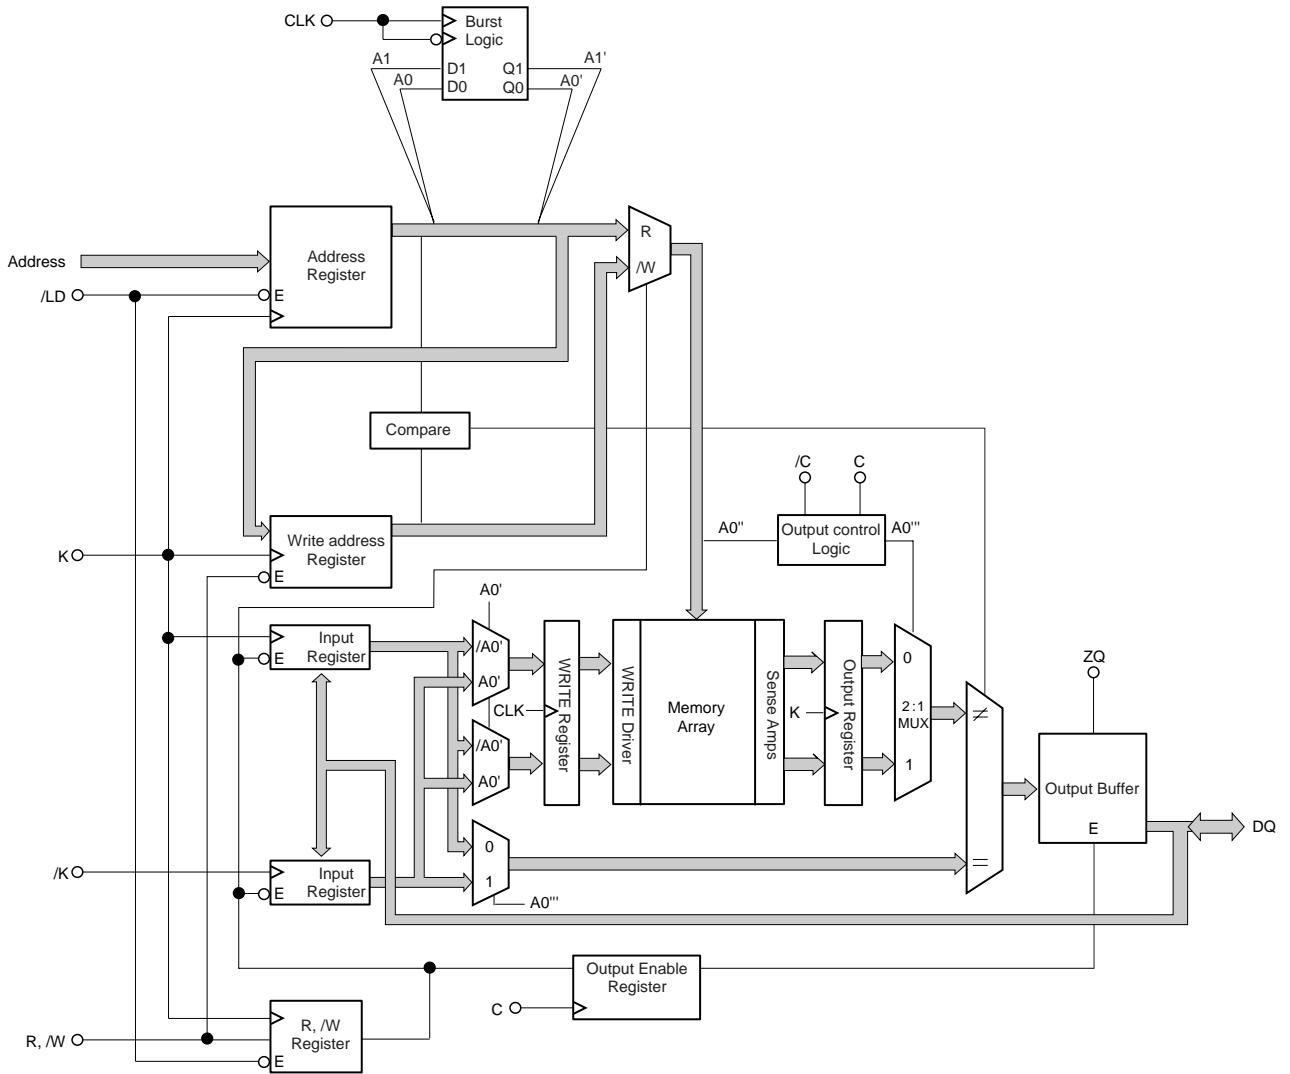 CLK
Burst
Logic
A1
A1'
D1
Q1
A0
A0'
D0
Q0
R
Address
Register
Address
/W
/LD
E
Compare
/C
C
A0''
Output control
Logic
A0'''
Write address
Register
K
E
A0'
Input
Register
E
/A0'
A0'
CLK
/A0'
A0'
WRITE Register
WRITE Driver
Memory
Array
Sense Amps
K
Output Register
0
2:1
MUX
1
ZQ
≠
Output Buffer
E
DQ
0
1
=
/K
Input
Register
E
A0'''
Output Enable
Register
C
R, /W
R, /W
Register
E